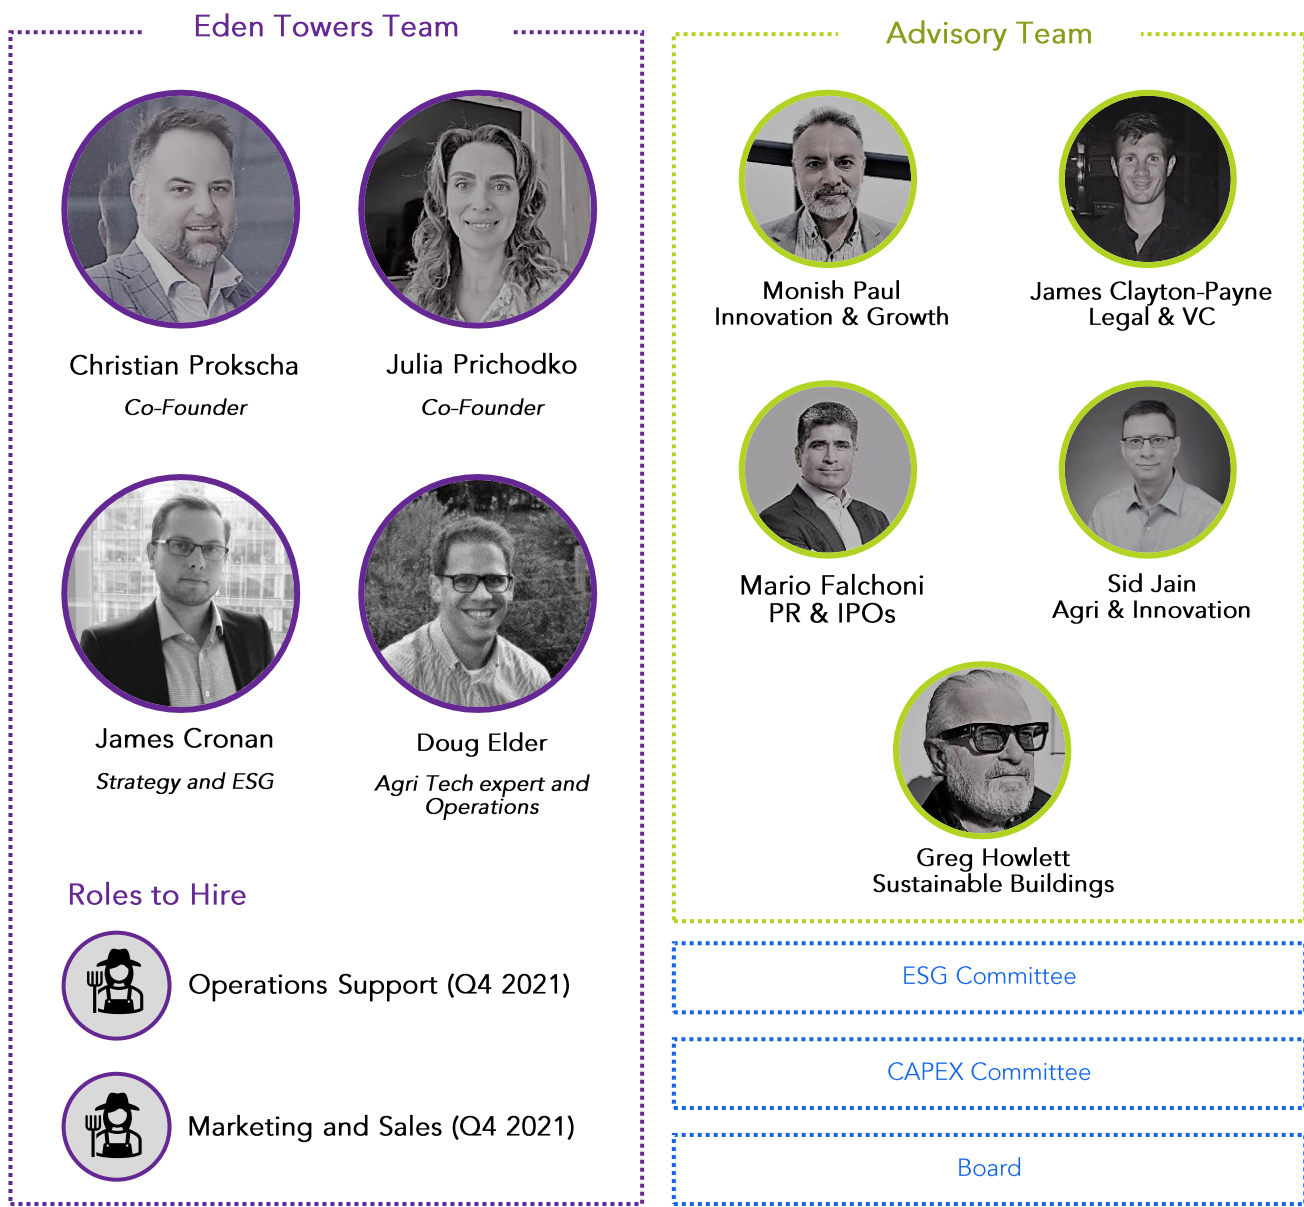 Eden Towers Team
Christian Prokscha
Co-Founder
Julia Prichodko
Co-Founder
James Cronan
Strategy and ESG
Doug Elder
Agri Tech expert and
Operations
Roles to Hire
Operations Support (Q4 2021)
Marketing and Sales (Q4 2021)
Advisory Team
Monish Paul
Innovation & Growth
James Clayton-Payne
Legal & VC
Mario Falchoni
PR & IPOs
Sid Jain
Agri & Innovation
Greg Howlett
Sustainable Buildings
ESG Committee
CAPEX Committee
Board